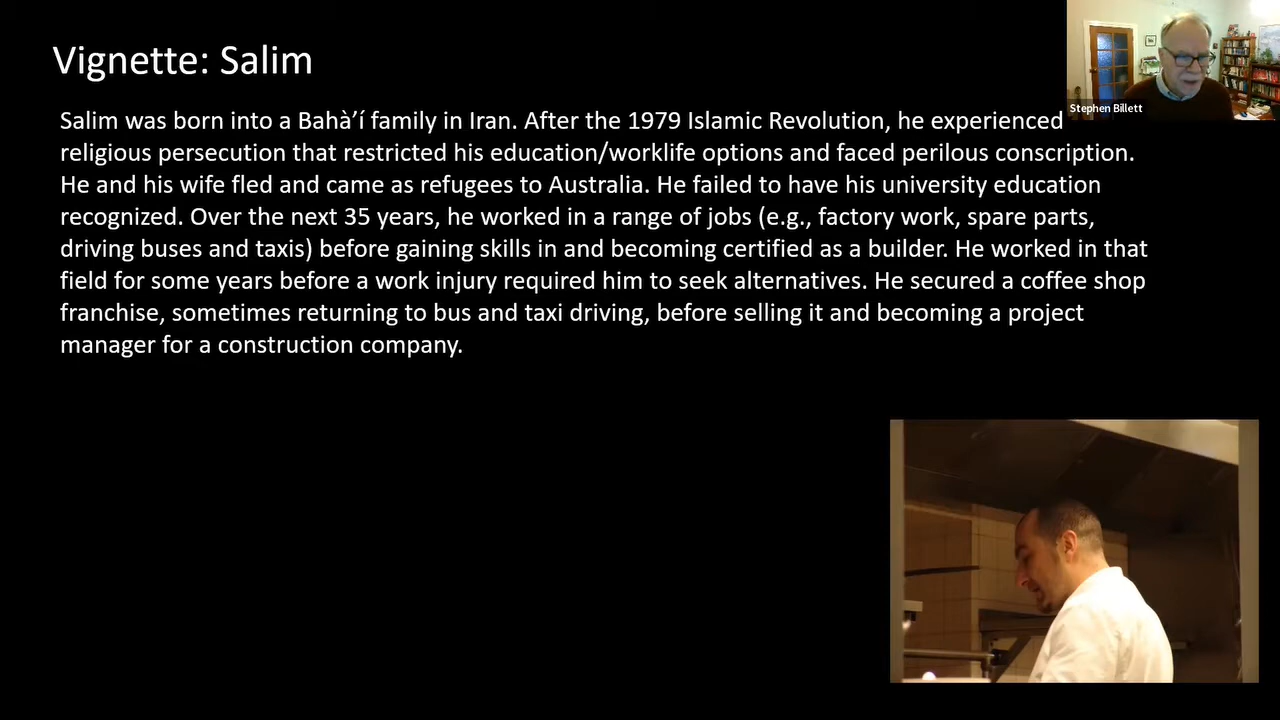 Vignette: Salim
Stephen Billett
Salim was born into a Bahà’í family in Iran. After the 1979 Islamic Revolution, he experienced
religious persecution that restricted his education/worklife options and faced perilous conscription.
He and his wife fled and came as refugees to Australia. He failed to have his university education
recognized. Over the next 35 years, he worked in a range of jobs (e.g., factory work, spare parts,
driving buses and taxis) before gaining skills in and becoming certified as a builder. He worked in that
field for some years before a work injury required him to seek alternatives. He secured a coffee shop
franchise, sometimes returning to bus and taxi driving, before selling it and becoming a project
manager for a construction company.